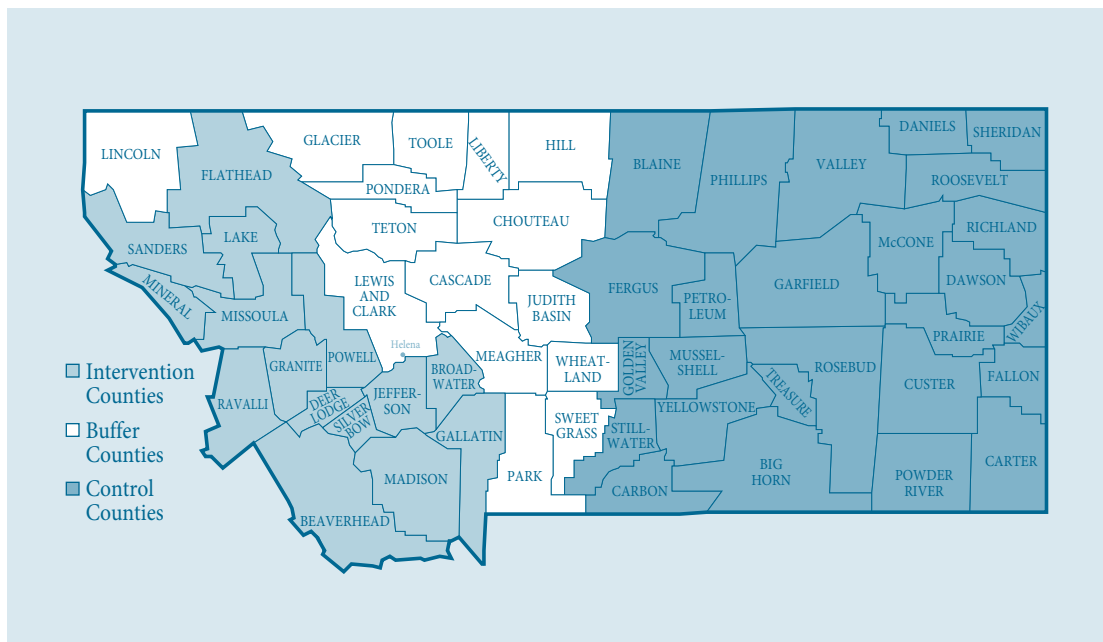 LINCOLN
FLATHEAD
GLACIER
TOOLE
LIBERTY
HILL
BLAINE
PHILLIPS
VALLEY
DANIELS
SHERIDAN
ROOSEVELT
PONDERA
TETON
CHOUTEAU
SANDERS
LAKE
McCONE
RICHLAND
MINERAL
MISSOULA
LEWIS
AND
CLARK
CASCADE
JUDITH
BASIN
FERGUS
PETRO-
LEUM
GARFIELD
DAWSON
WIBAUX
PRAIRIE
Helena
GRANITE
POWELL
BROAD-
WATER
MEAGHER
WHEAT-
LAND
GOLDEN
VALLEY
MUSSEL-
SHELL
TREASURE
ROSEBUD
CUSTER
FALLON
RAVALLI
DEER
LODGE
SILVER
BOW
JEFFER-
SON
GALLATIN
SWEET
GRASS
STILL-
WATER
YELLOWSTONE
MADISON
PARK
CARBON
BIG
HORN
POWDER
RIVER
CARTER
BEAVERHEAD
Intervention
Counties
Buffer
Counties
Control
Counties